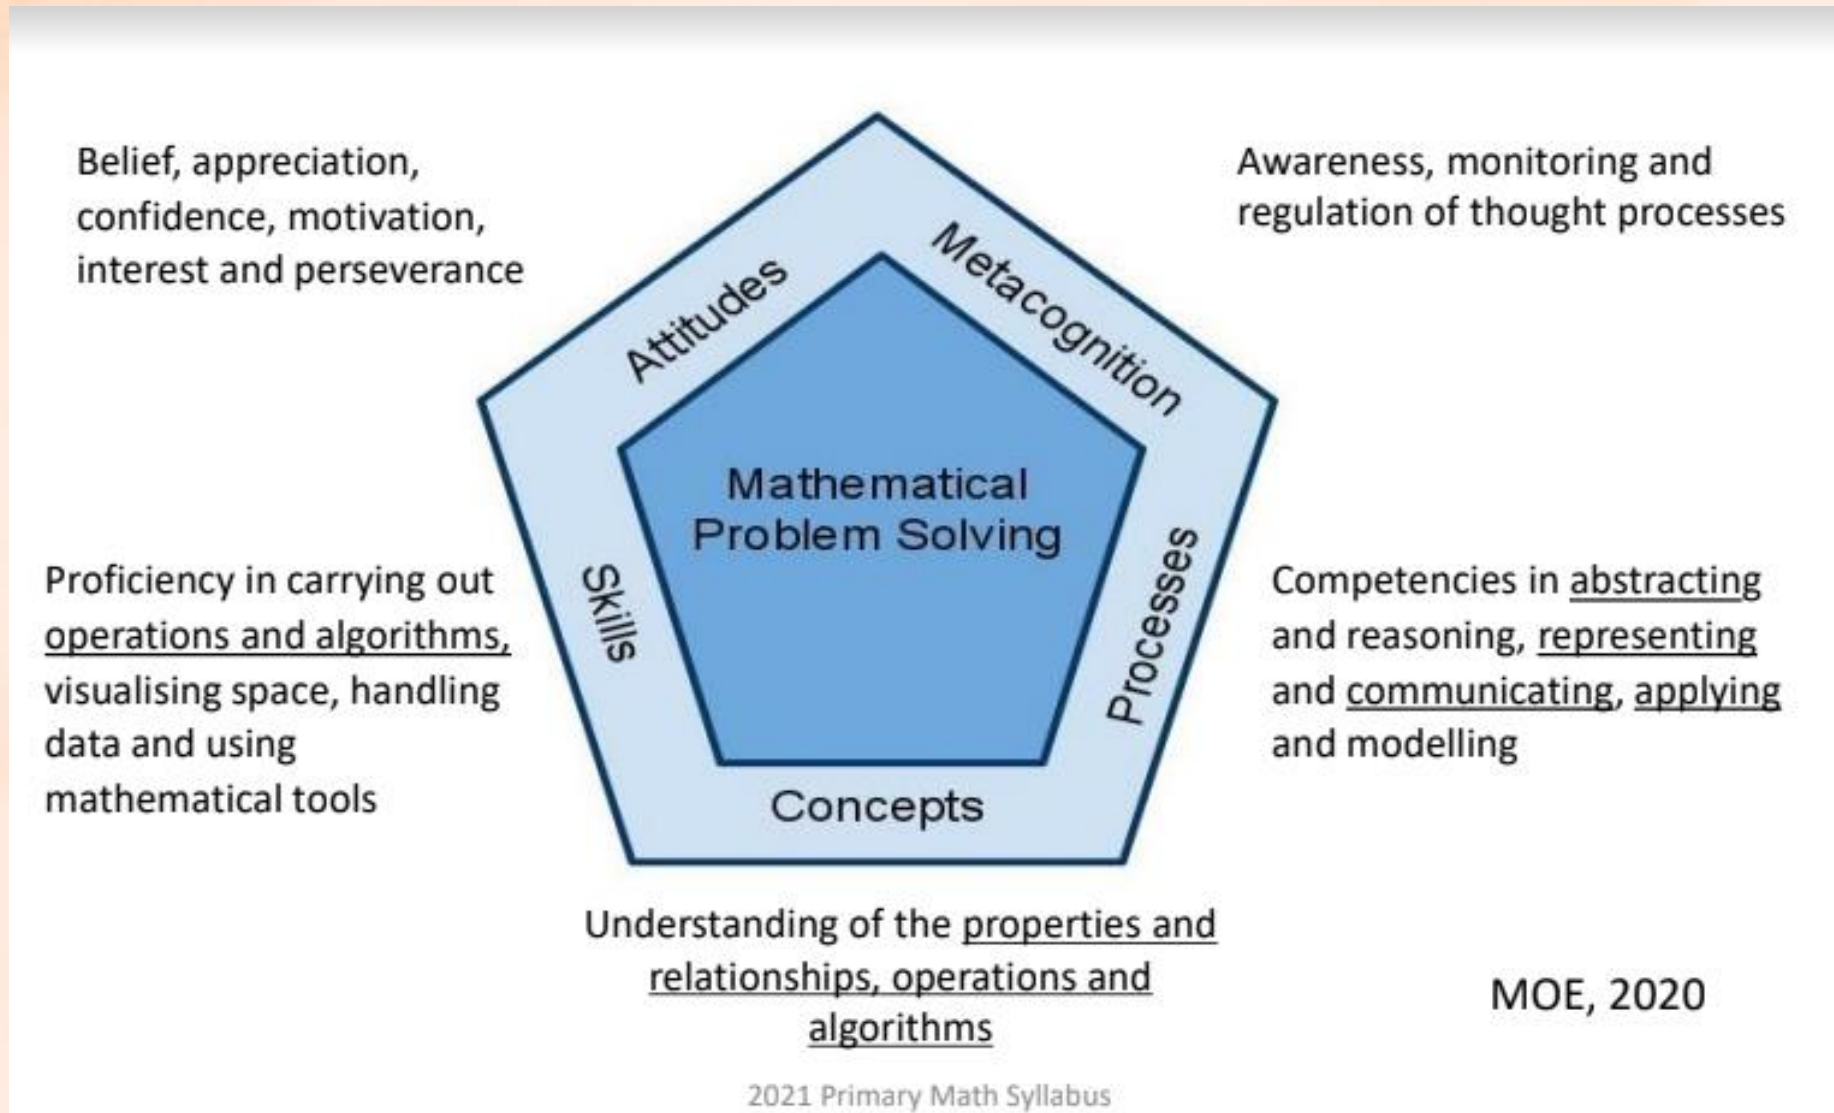 Belief, appreciation,
confidence, motivation,
interest and perseverance
Awareness, monitoring and
regulation of thought processes
Attitudes
Metacognition
Mathematical
Problem Solving
Skills
Processes
Concepts
Proficiency in carrying out
operations and algorithms,
visualising space, handling
data and using
mathematical tools
Competencies in abstracting
and reasoning, representing
and communicating, applying
and modelling
Understanding of the properties and
relationships, operations and
algorithms
MOE, 2020
2021 Primary Math Syllabus